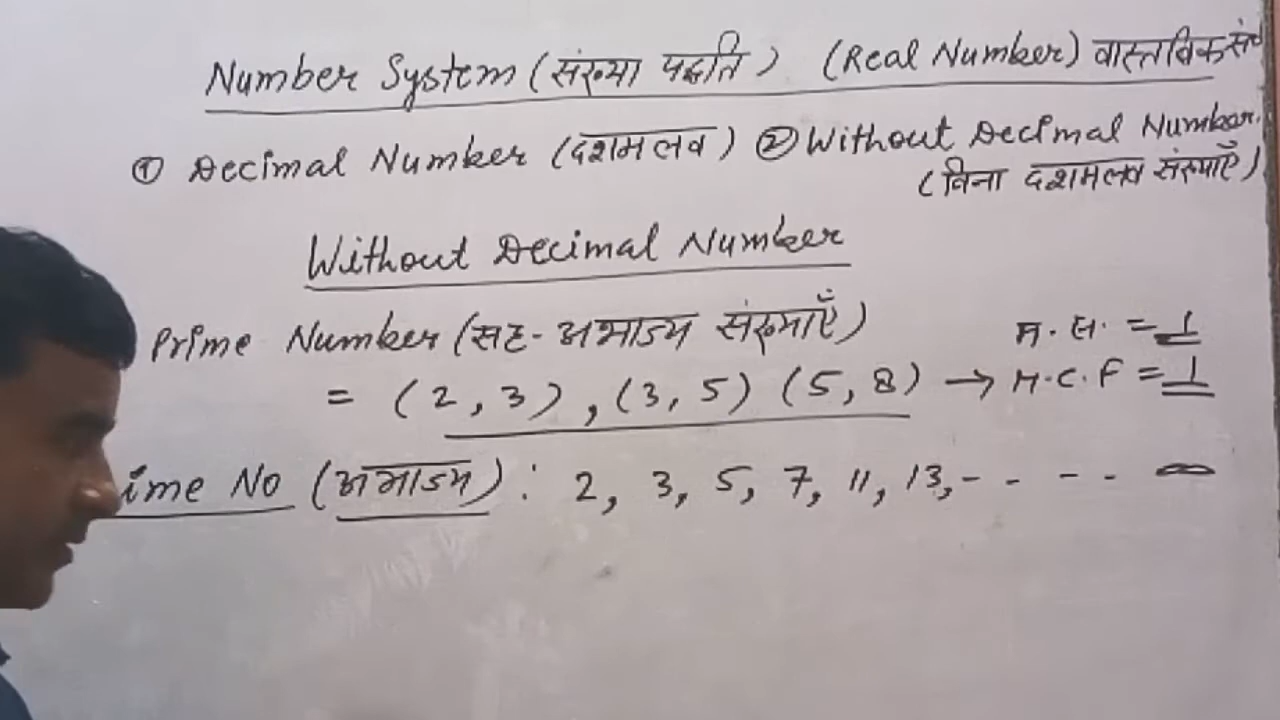 Number System (संख्या पद्धति) (Real Number) वास्तविक
① Decimal Number (दशमलव) ② Without Decimal Number.
(बिना दशमलव संख्याएँ)
Without Decimal Number
Prime Number (सह-अभाज्य संख्याएँ) म. स. = 1
= (2, 3), (3, 5) (5, 8) → H.C.F = 1
ime No (अभाज्य) : 2, 3, 5, 7, 11, 13, - - - - ∞